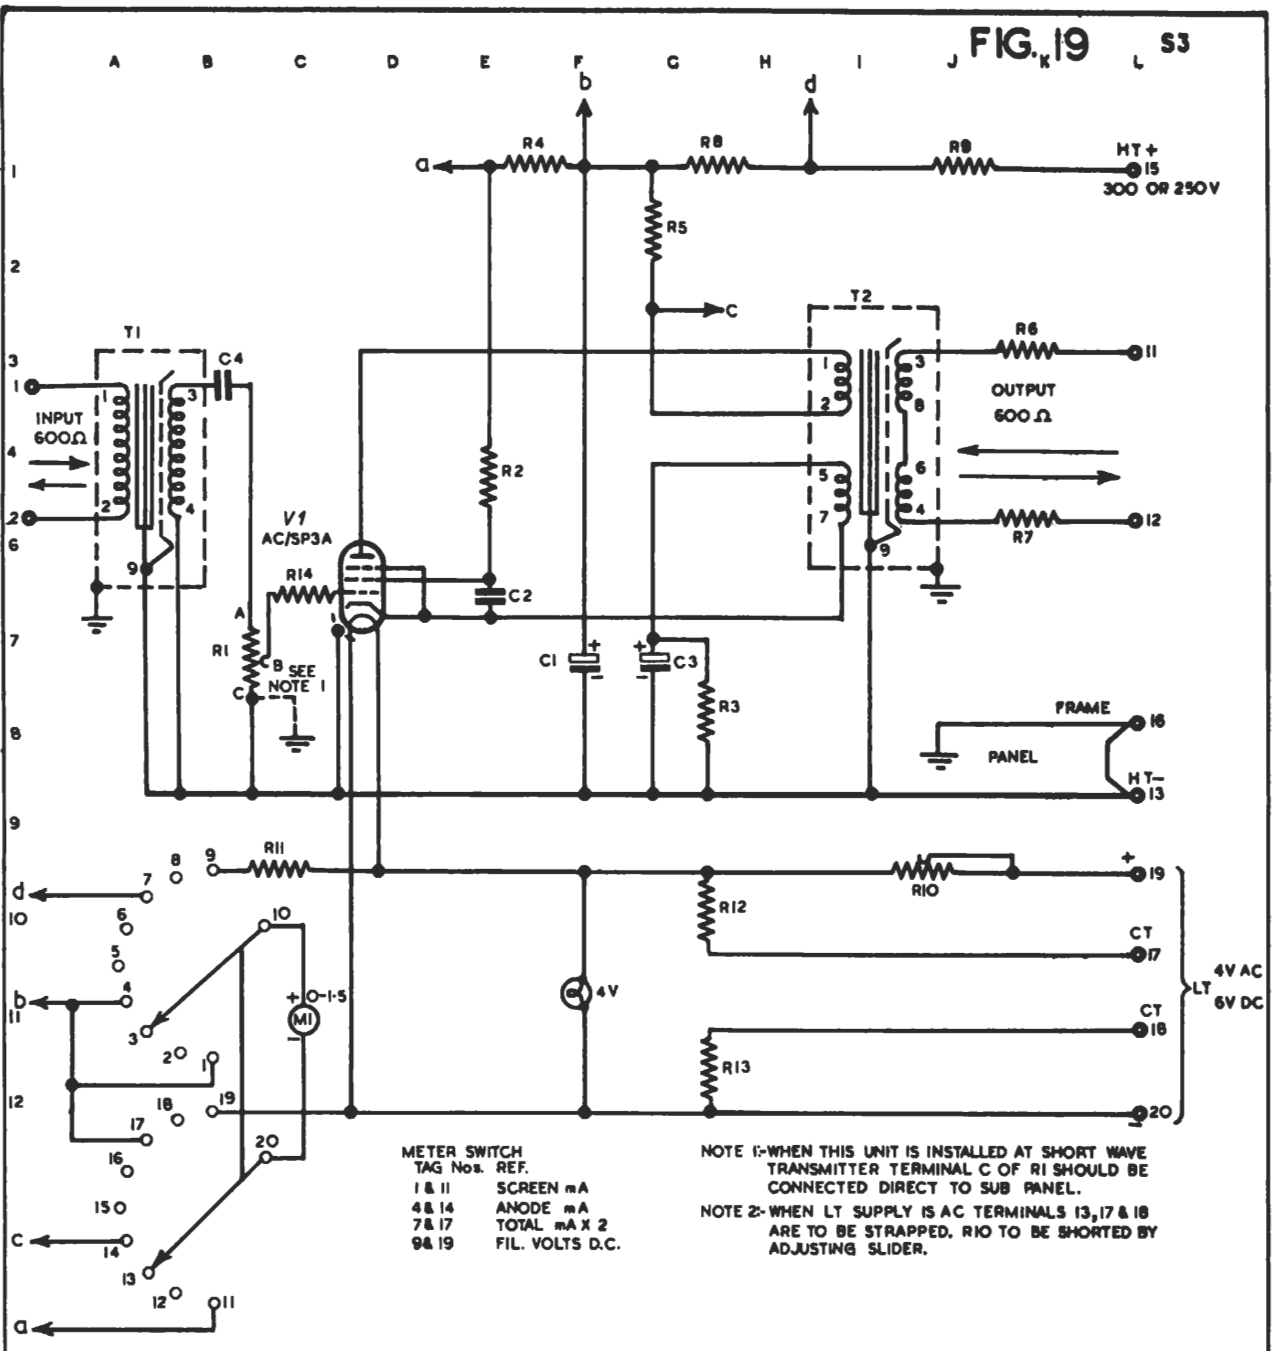 FIG. 19 S3
A B C D E F G H I J K L
b d
a R4 R8 R9 HT+
1 15
300 OR 250V
R5
2
C T2
T1 R6
3 C4 1 3 11
1 1 3 2 8 OUTPUT
INPUT 600Ω
600Ω
4 R2 5 6
2 4 7 4
2 V1 12
6 AC/SP3A R7
9 R14 9
C2
A
7 R1 B SEE + +
C NOTE 1 C1 C3
- -
R3 FRAME
8 16
PANEL
HT-
13
9
R11 +
7 8 9 19
d R10
10 6 10 R12 CT
5 17
4V AC
b 4 + 0-1·5 4V LT
11 M1 6V DC
3 - CT
18
2 1 R13
12 18 19
17 20 20
-
16
15
c 14
13
12 11
a
METER SWITCH
TAG Nos. REF.
1 & 11 SCREEN mA
4 & 14 ANODE mA
7 & 17 TOTAL mA X 2
9 & 19 FIL. VOLTS D.C.
NOTE 1:-WHEN THIS UNIT IS INSTALLED AT SHORT WAVE
TRANSMITTER TERMINAL C OF R1 SHOULD BE
CONNECTED DIRECT TO SUB PANEL.
NOTE 2:-WHEN LT SUPPLY IS AC TERMINALS 13,17 & 18
ARE TO BE STRAPPED. R10 TO BE SHORTED BY
ADJUSTING SLIDER.